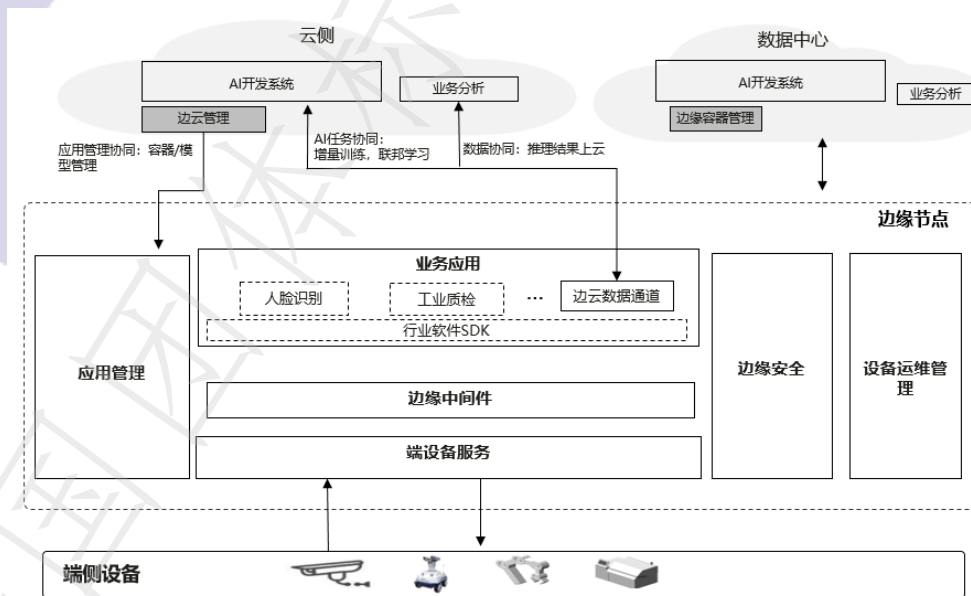 云侧
数据中心
AI开发系统
业务分析
AI开发系统
业务分析
边云管理
边缘容器管理
应用管理协同：容器/模
型管理
AI任务协同：
增量训练，联邦学习
数据协同：推理结果上云
边缘节点
业务应用
人脸识别
工业质检
...
边云数据通道
行业软件SDK
应用管理
边缘中间件
端设备服务
边缘安全
设备运维管
理
端侧设备